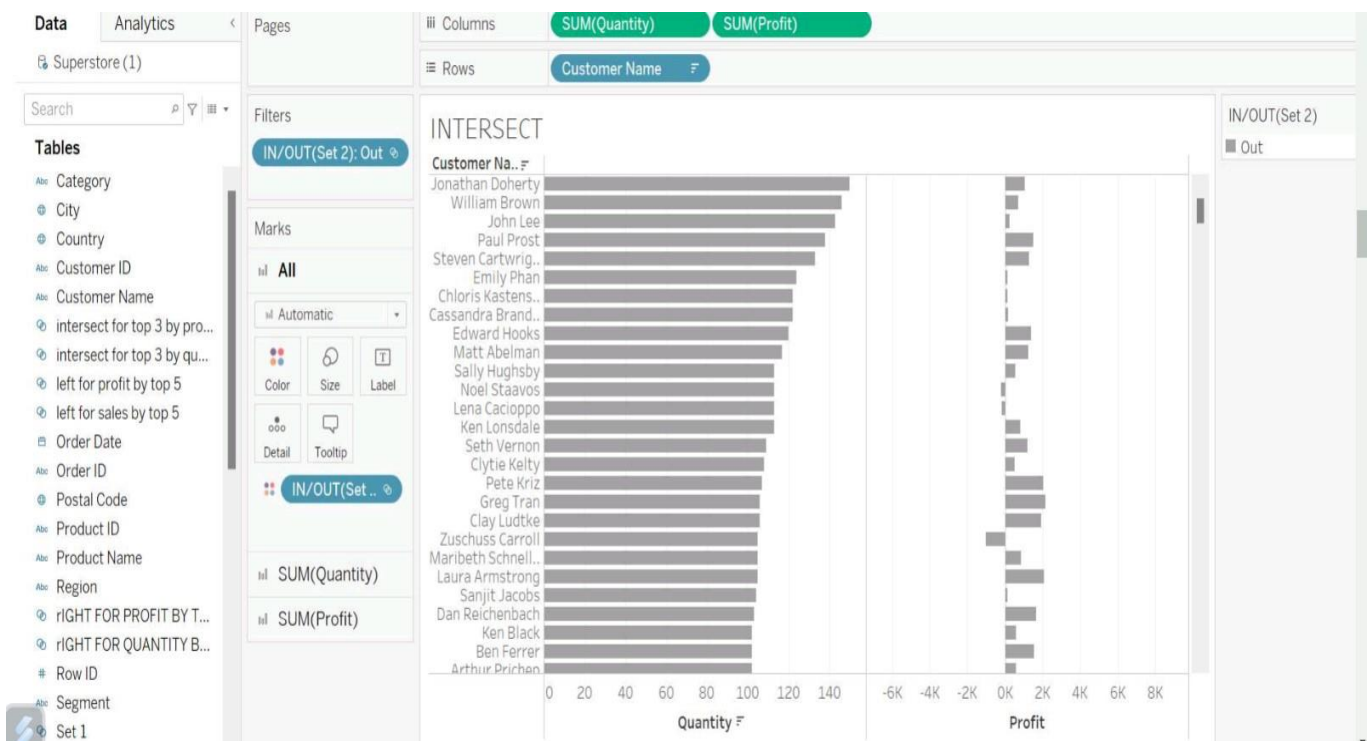 Data Analytics
Superstore (1)
Search
Tables
Category
City
Country
Customer ID
Customer Name
intersect for top 3 by pro...
intersect for top 3 by qu...
left for profit by top 5
left for sales by top 5
Order Date
Order ID
Postal Code
Product ID
Product Name
Region
rIGHT FOR PROFIT BY T...
rIGHT FOR QUANTITY B...
Row ID
Segment
Set 1
Pages
Filters
IN/OUT(Set 2): Out
Marks
All
Automatic
Color Size Label
Detail Tooltip
IN/OUT(Set ..
SUM(Quantity)
SUM(Profit)
Columns SUM(Quantity) SUM(Profit)
Rows Customer Name
INTERSECT
Customer Na..
Jonathan Doherty
William Brown
John Lee
Paul Prost
Steven Cartwrig..
Emily Phan
Chloris Kastens..
Cassandra Brand..
Edward Hooks
Matt Abelman
Sally Hughsby
Noel Staavos
Lena Cacioppo
Ken Lonsdale
Seth Vernon
Clytie Kelty
Pete Kriz
Greg Tran
Clay Ludtke
Zuschuss Carroll
Maribeth Schnell..
Laura Armstrong
Sanjit Jacobs
Dan Reichenbach
Ken Black
Ben Ferrer
Arthur Prichen
0 20 40 60 80 100 120 140 -6K -4K -2K 0K 2K 4K 6K 8K
Quantity Profit
IN/OUT(Set 2)
Out